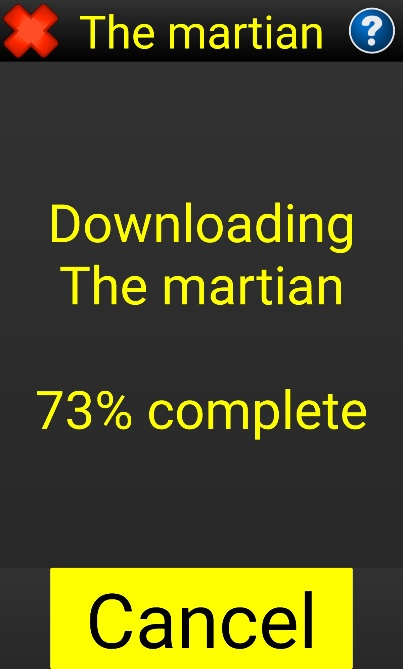 The martian
?
Downloading
The martian
73% complete
Cancel